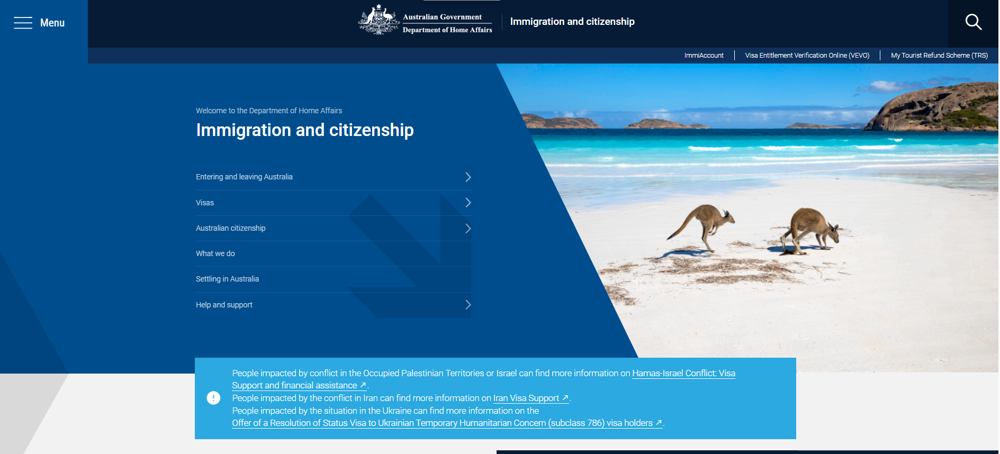 Menu
Australian Government
Department of Home Affairs
Immigration and citizenship
ImmiAccount
Visa Entitlement Verification Online (VEVO)
My Tourist Refund Scheme (TRS)
Welcome to the Department of Home Affairs
Immigration and citizenship
Entering and leaving Australia
Visas
Australian citizenship
What we do
Settling in Australia
Help and support
People impacted by conflict in the Occupied Palestinian Territories or Israel can find more information on Hamas-Israel Conflict: Visa
Support and financial assistance.
People impacted by the conflict in Iran can find more information on Iran Visa Support.
People impacted by the situation in the Ukraine can find more information on the
Offer of a Resolution of Status Visa to Ukrainian Temporary Humanitarian Concern (subclass 786) visa holders.